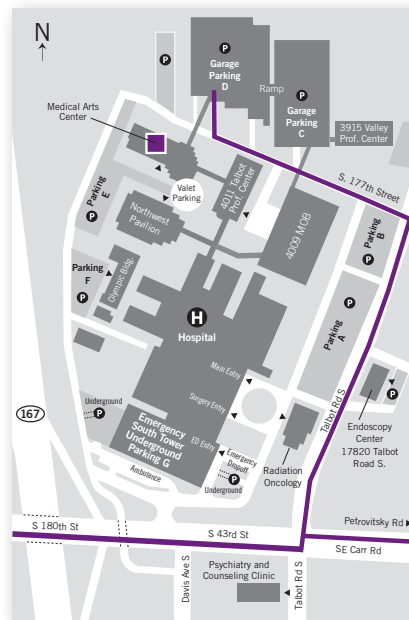 N
P
P
Garage
Parking
D
P
Garage
Parking
C
Ramp
Medical Arts
Center
3915 Valley
Prof. Center
S. 177th Street
Valet
Parking
4011 Talbot
Prof. Center
Parking E
P
Northwest
Pavilion
4009 MOB
Parking B
P
Parking
F
P
Olympic Bldg.
H
Hospital
P
Parking A
Main Entry
Surgery Entry
ED Entry
Talbot Rd S
P
Endoscopy
Center
17820 Talbot
Road S.
167
Underground
P
Emergency
South Tower
Underground
Parking G
Emergency
Dropoff
P
Underground
Radiation
Oncology
Ambulance
S 180th St
S 43rd St
Petrovitsky Rd
SE Carr Rd
Davis Ave S
Psychiatry and
Counseling Clinic
Talbot Rd S